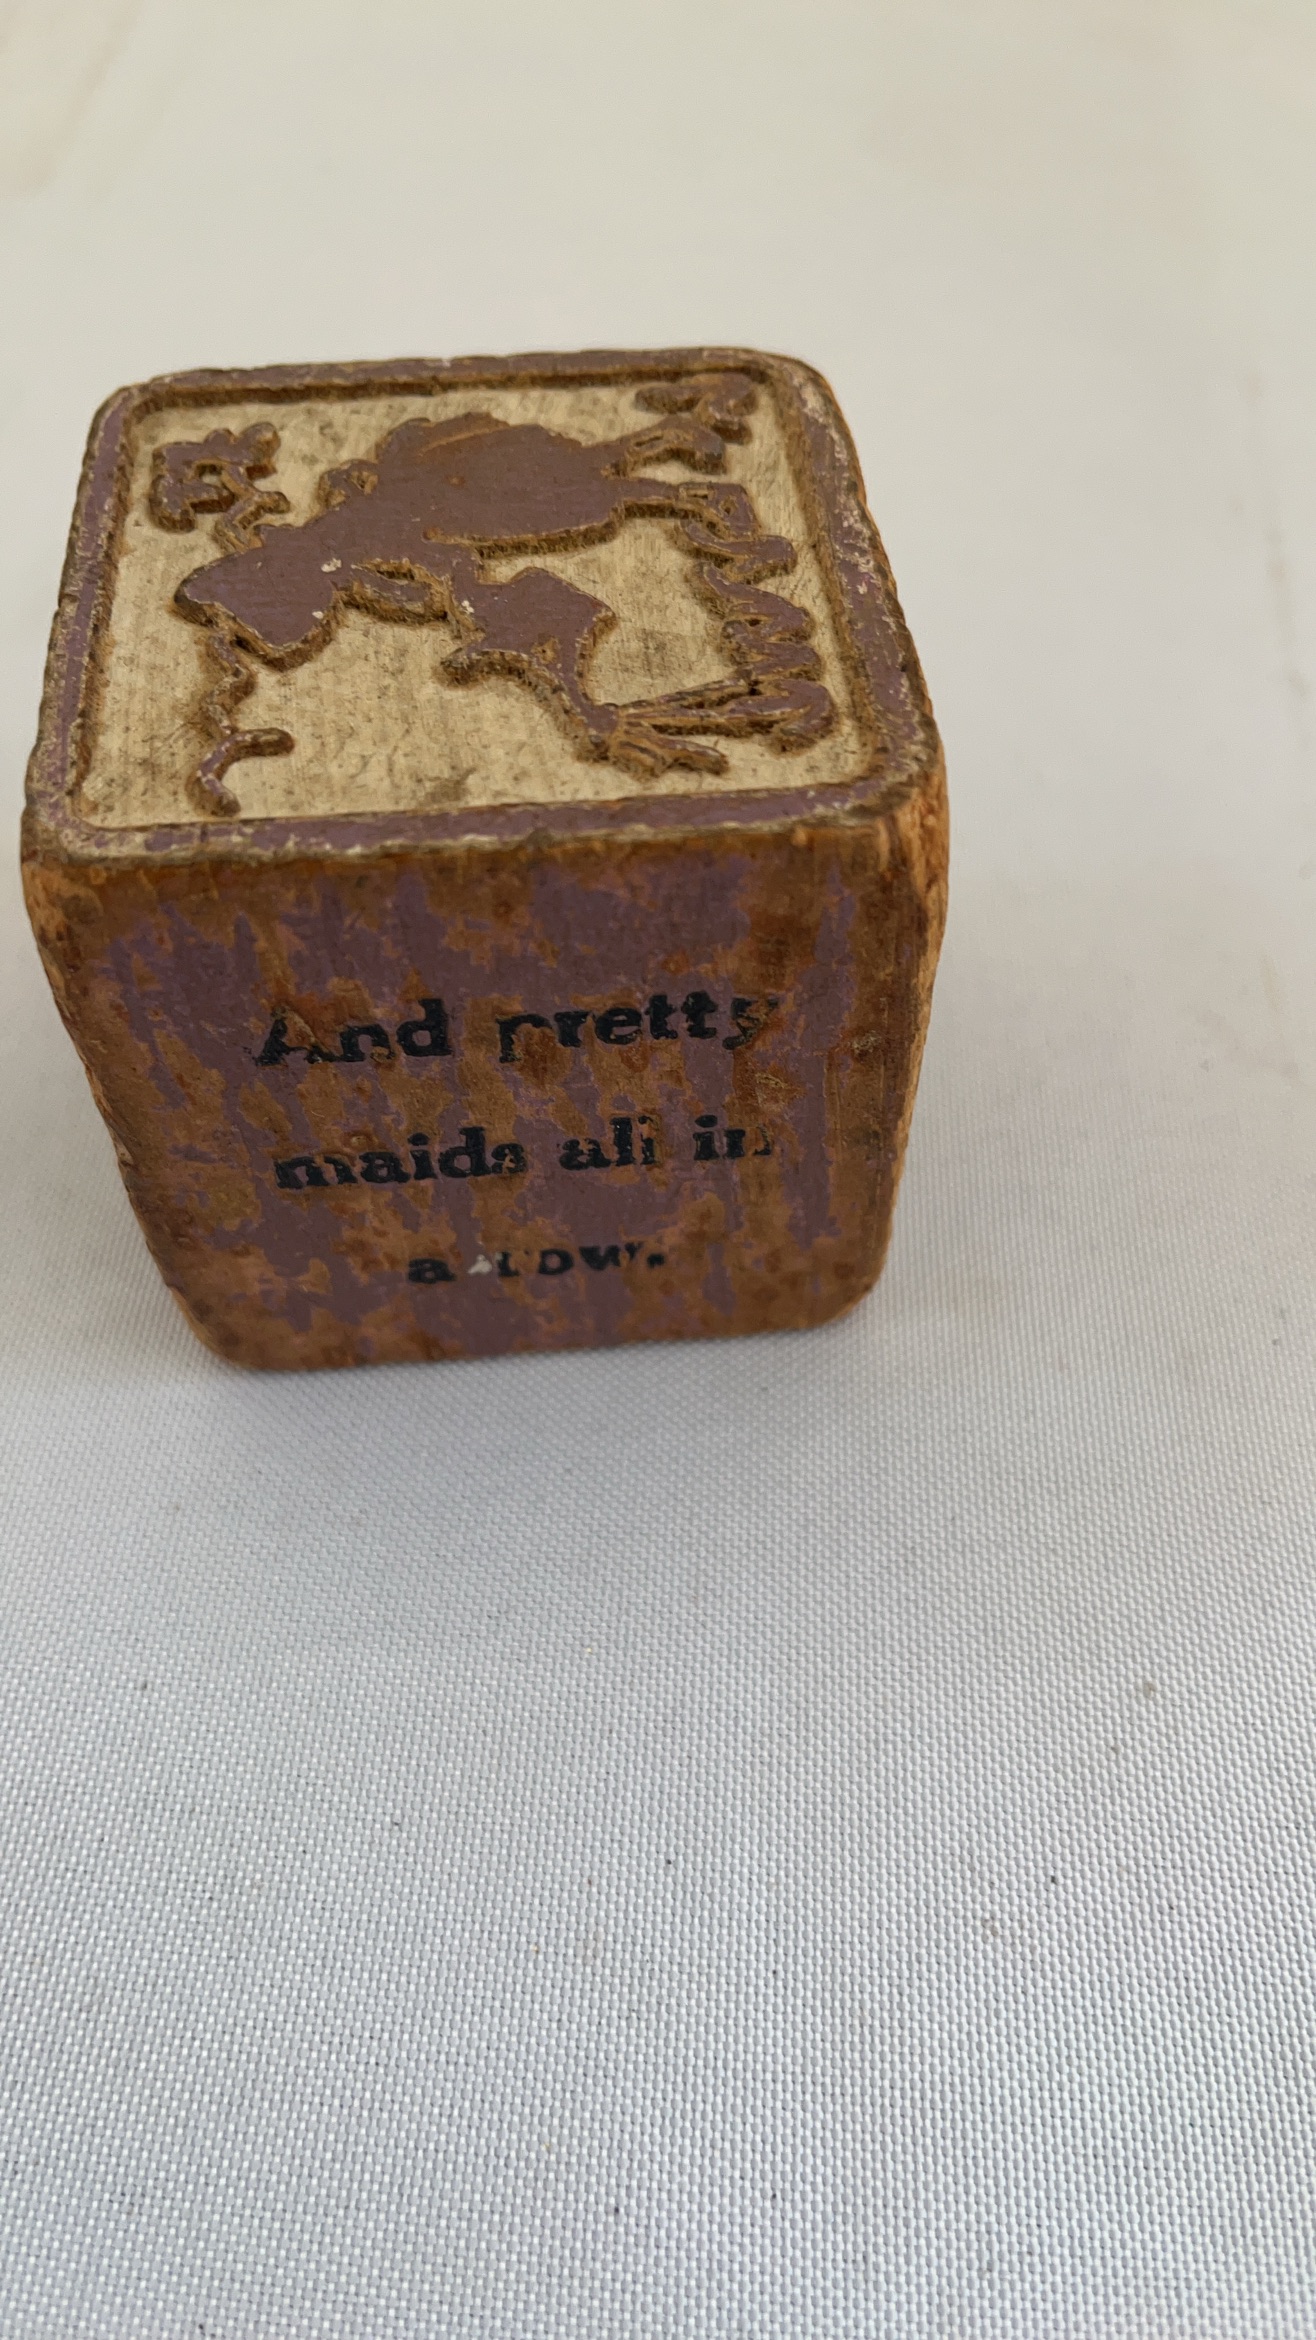 And pretty
maids all in
a row.